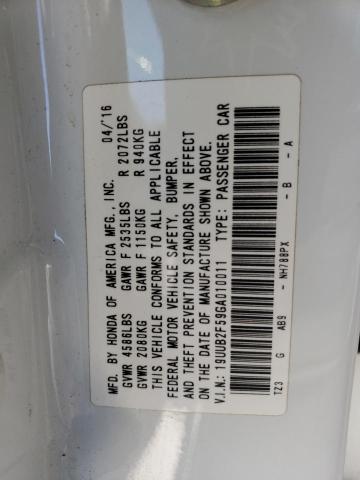 MFD. BY HONDA OF AMERICA MFG., INC. 04/'16
GVWR 4586LBS GAWR F 2535LBS R 2072LBS
GVWR 2080KG GAWR F 1150KG R 940KG
THIS VEHICLE CONFORMS TO ALL APPLICABLE
FEDERAL MOTOR VEHICLE SAFETY, BUMPER,
AND THEFT PREVENTION STANDARDS IN EFFECT
ON THE DATE OF MANUFACTURE SHOWN ABOVE.
V.I.N.: 19UUB2F59GA010011 TYPE: PASSENGER CAR
TZ3 G AB9 - NH788PX - B - A